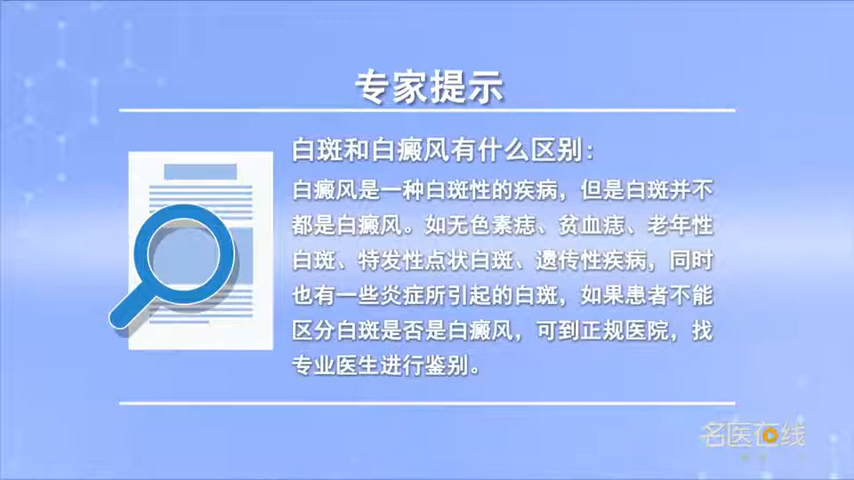 专家提示
白斑和白癜风有什么区别：
白癜风是一种白斑性的疾病，但是白斑并不
都是白癜风。如无色素痣、贫血痣、老年性
白斑、特发性点状白斑、遗传性疾病，同时
也有一些炎症所引起的白斑，如果患者不能
区分白斑是否是白癜风，可到正规医院，找
专业医生进行鉴别。
名医在线